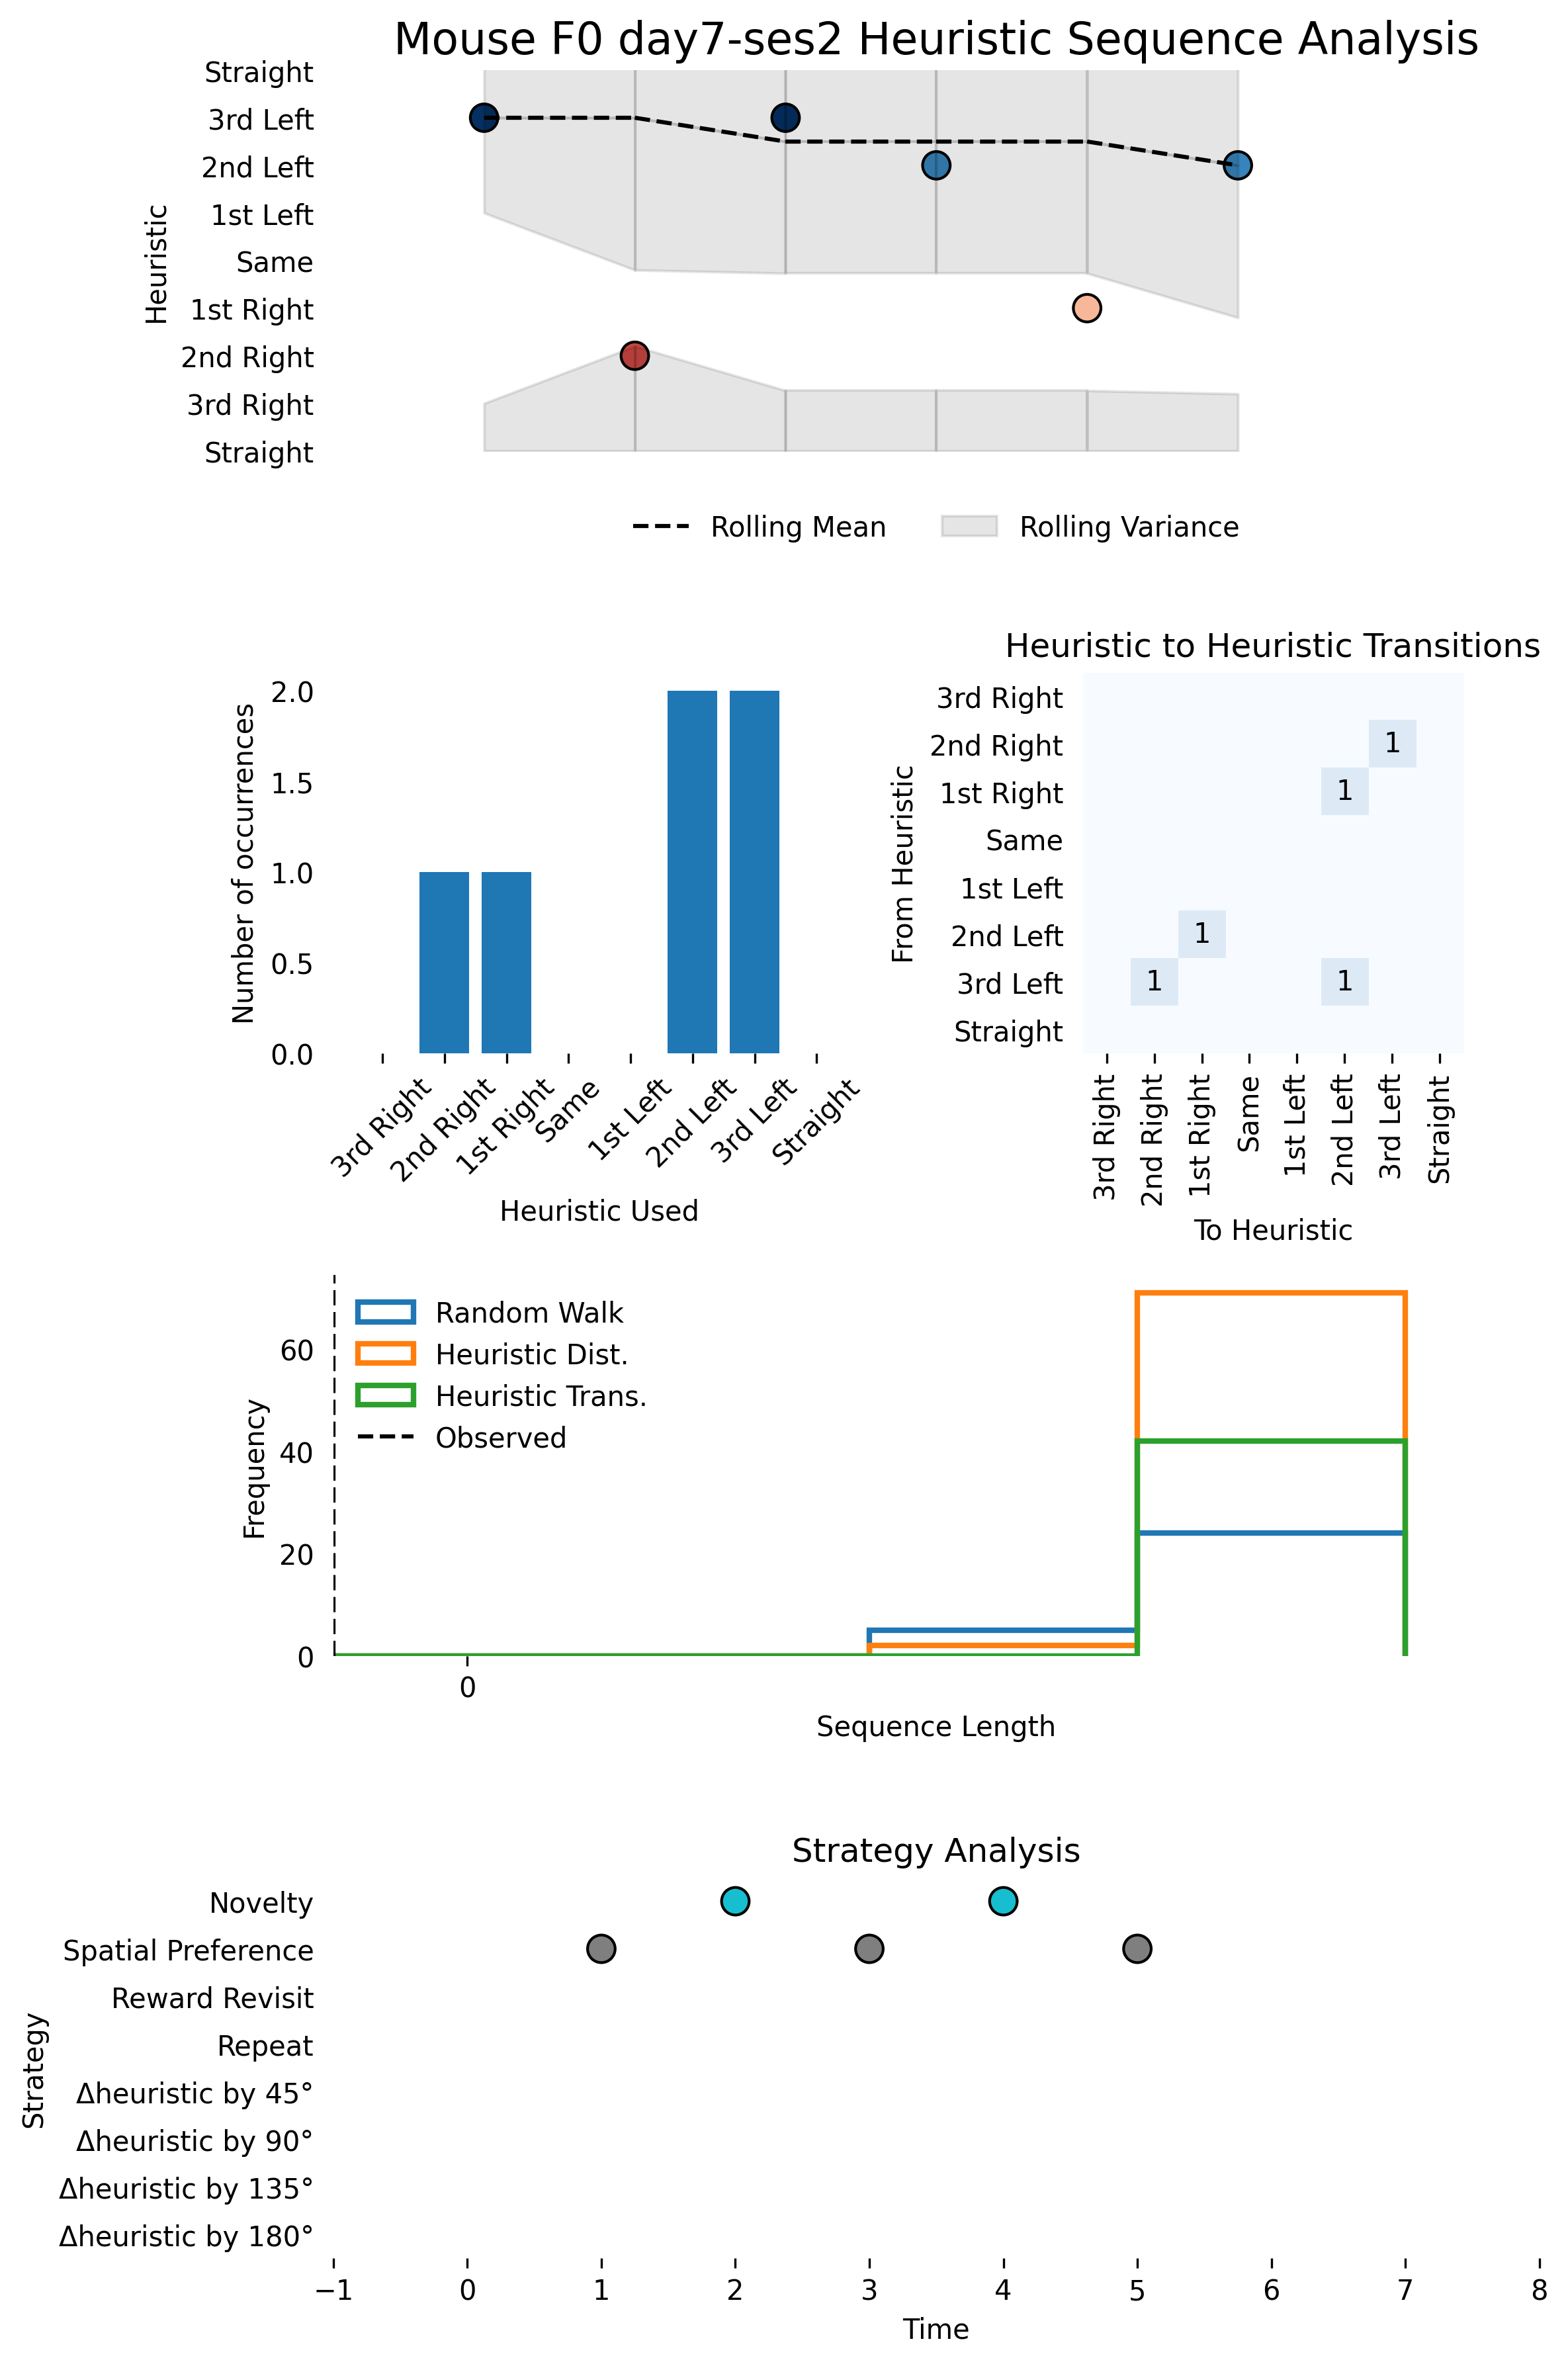 Mouse F0 day7-ses2 Heuristic Sequence Analysis
Straight
3rd Left
2nd Left
1st Left
Same
1st Right
2nd Right
3rd Right
Straight
Heuristic
Rolling Mean
Rolling Variance
2.0
1.5
1.0
0.5
0.0
Number of occurrences
3rd Right
2nd Right
1st Right
Same
1st Left
2nd Left
3rd Left
Straight
Heuristic Used
Heuristic to Heuristic Transitions
3rd Right
2nd Right
1st Right
Same
1st Left
2nd Left
3rd Left
Straight
From Heuristic
1
1
1
1
1
3rd Right
2nd Right
1st Right
Same
1st Left
2nd Left
3rd Left
Straight
To Heuristic
Random Walk
Heuristic Dist.
Heuristic Trans.
Observed
60
40
20
0
Frequency
0
Sequence Length
Strategy Analysis
Novelty
Spatial Preference
Reward Revisit
Repeat
Δheuristic by 45°
Δheuristic by 90°
Δheuristic by 135°
Δheuristic by 180°
Strategy
−1 0 1 2 3 4 5 6 7 8
Time